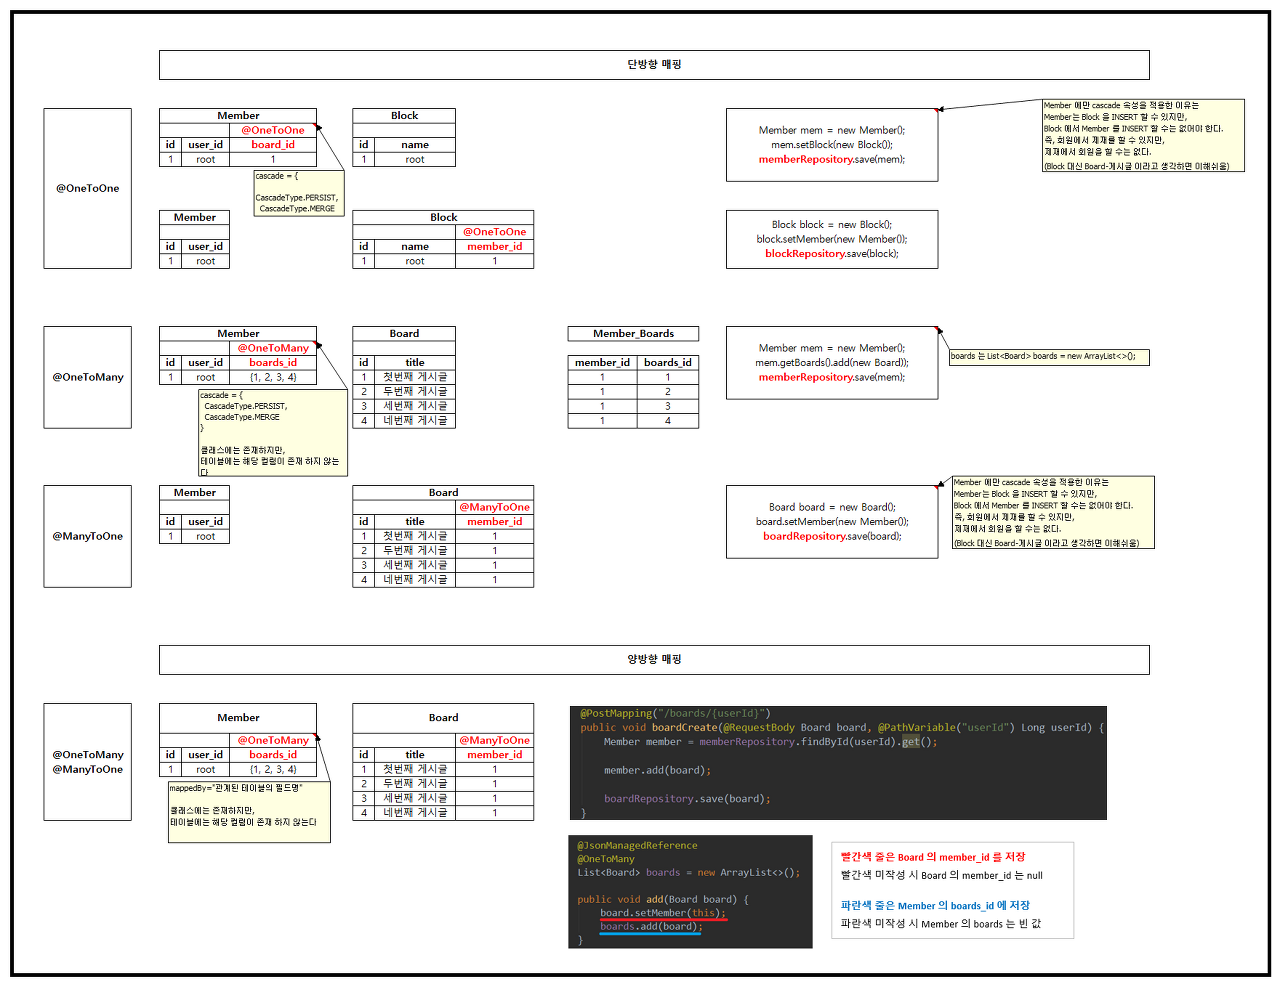 단방향 매핑
@OneToOne
Member
@OneToOne
id user_id board_id
1 root 1
cascade = {
CascadeType.PERSIST,
CascadeType.MERGE
Block
id name
1 root
Member mem = new Member();
mem.setBlock(new Block());
memberRepository.save(mem);
Member 에만 cascade 속성을 적용한 이유는
Member는 Block 을 INSERT 할 수 있지만,
Block 에서 Member 를 INSERT 할 수는 없어야 한다.
즉, 회원에서 제재를 할 수 있지만,
제재에서 회원을 할 수는 없다.
(Block 대신 Board-게시글 이라고 생각하면 이해쉬움)
Member
id user_id
1 root
Block
@OneToOne
id name member_id
1 root 1
Block block = new Block();
block.setMember(new Member());
blockRepository.save(block);
@OneToMany
Member
@OneToMany
id user_id boards_id
1 root {1, 2, 3, 4}
cascade = {
CascadeType.PERSIST,
CascadeType.MERGE
}
클래스에는 존재하지만,
테이블에는 해당 컬럼이 존재 하지 않는
다
Board
id title
1 첫번째 게시글
2 두번째 게시글
3 세번째 게시글
4 네번째 게시글
Member_Boards
member_id boards_id
1 1
1 2
1 3
1 4
Member mem = new Member();
mem.getBoards().add(new Board));
memberRepository.save(mem);
boards 는 List<Board> boards = new ArrayList<>();
@ManyToOne
Member
id user_id
1 root
Board
@ManyToOne
id title member_id
1 첫번째 게시글 1
2 두번째 게시글 1
3 세번째 게시글 1
4 네번째 게시글 1
Board board = new Board();
board.setMember(new Member());
boardRepository.save(board);
Member 에만 cascade 속성을 적용한 이유는
Member는 Block 을 INSERT 할 수 있지만,
Block 에서 Member 를 INSERT 할 수는 없어야 한다.
즉, 회원에서 제재를 할 수 있지만,
제재에서 회원을 할 수는 없다.
(Block 대신 Board-게시글 이라고 생각하면 이해쉬움)
양방향 매핑
@OneToMany
@ManyToOne
Member
@OneToMany
id user_id boards_id
1 root {1, 2, 3, 4}
mappedBy="관계된 테이블의 필드명"
클래스에는 존재하지만,
테이블에는 해당 컬럼이 존재 하지 않는다
Board
@ManyToOne
id title member_id
1 첫번째 게시글 1
2 두번째 게시글 1
3 세번째 게시글 1
4 네번째 게시글 1
@PostMapping("/boards/{userId}")
public void boardCreate(@RequestBody Board board, @PathVariable("userId") Long userId) {
Member member = memberRepository.findById(userId).get();
member.add(board);
boardRepository.save(board);
}
@JsonManagedReference
@OneToMany
List<Board> boards = new ArrayList<>();
public void add(Board board) {
board.setMember(this);
boards.add(board);
}
빨간색 줄은 Board 의 member_id 를 저장
빨간색 미작성 시 Board 의 member_id 는 null
파란색 줄은 Member 의 boards_id 에 저장
파란색 미작성 시 Member 의 boards 는 빈 값